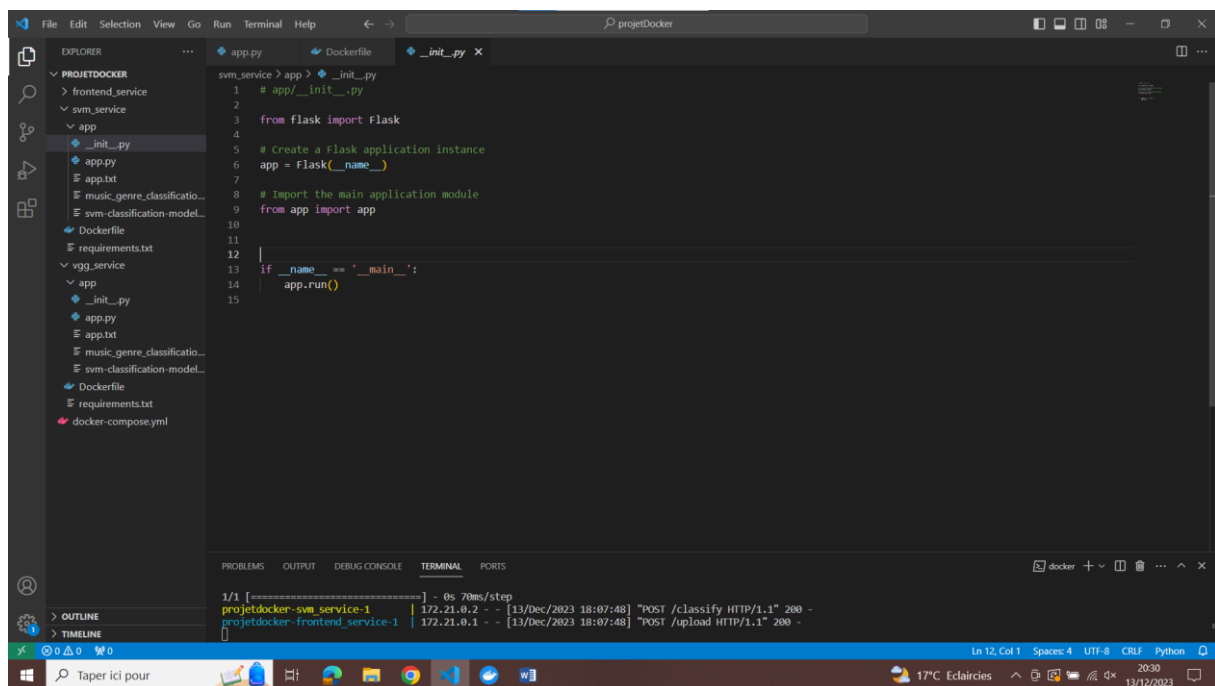 File Edit Selection View Go Run Terminal Help
projetDocker
EXPLORER
PROJETDOCKER
frontend_service
svm_service
app
__init__.py
app.py
app.txt
music_genre_classificatio...
svm-classification-model...
Dockerfile
requirements.txt
vgg_service
app
__init__.py
app.py
app.txt
music_genre_classificatio...
svm-classification-model...
Dockerfile
requirements.txt
docker-compose.yml
OUTLINE
TIMELINE
app.py Dockerfile __init__.py
svm_service > app > __init__.py
1 # app/__init__.py
2
3 from flask import Flask
4
5 # Create a Flask application instance
6 app = Flask(__name__)
7
8 # Import the main application module
9 from app import app
10
11
12
13 if __name__ == '__main__':
14 app.run()
15
PROBLEMS OUTPUT DEBUG CONSOLE TERMINAL PORTS
docker
1/1 [==============================] - 0s 70ms/step
projetdocker-svm_service-1 | 172.21.0.2 - - [13/Dec/2023 18:07:48] "POST /classify HTTP/1.1" 200 -
projetdocker-frontend_service-1 | 172.21.0.1 - - [13/Dec/2023 18:07:48] "POST /upload HTTP/1.1" 200 -
1
0 0 0
Ln 12, Col 1 Spaces: 4 UTF-8 CRLF Python
Taper ici pour
17°C Eclaircies
20:30
13/12/2023